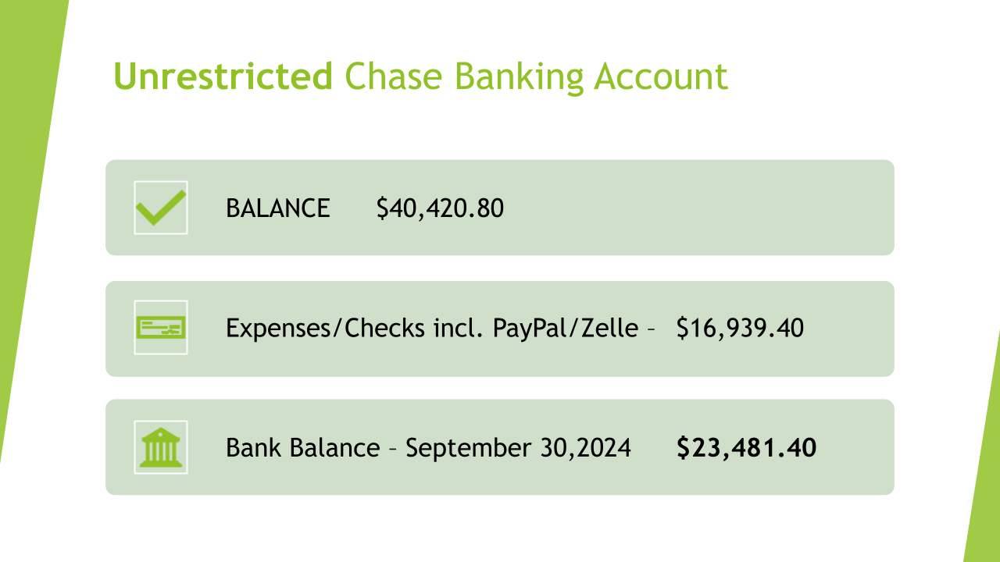 Unrestricted Chase Banking Account
BALANCE $40,420.80
Expenses/Checks incl. PayPal/Zelle – $16,939.40
Bank Balance – September 30,2024 $23,481.40